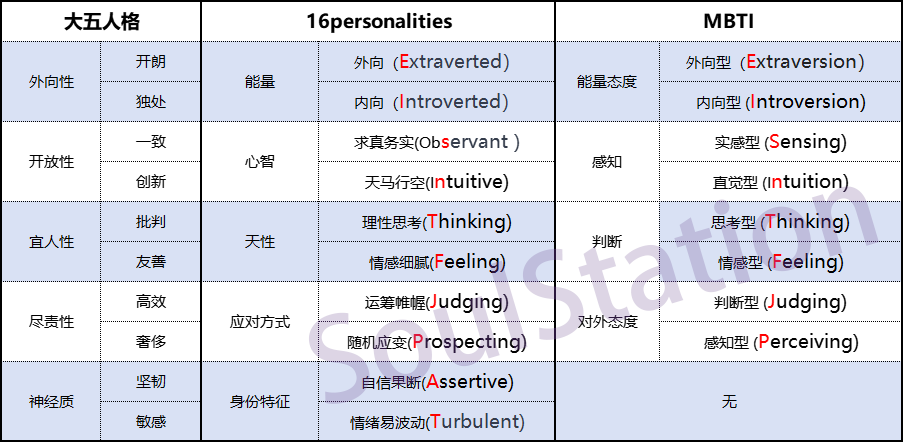 大五人格 16personalities MBTI
外向性 开朗 能量 外向（Extraverted） 能量态度 外向型（Extraversion）
独处 内向（Introverted） 内向型（Introversion）
开放性 一致 心智 求真务实(Observant ) 感知 实感型 (Sensing)
创新 天马行空(Intuitive) 直觉型 (Intuition)
宜人性 批判 天性 理性思考(Thinking) 判断 思考型 (Thinking)
友善 情感细腻(Feeling) 情感型 (Feeling)
尽责性 高效 应对方式 运筹帷幄(Judging) 对外态度 判断型 (Judging)
奢侈 随机应变(Prospecting) 感知型 (Perceiving)
神经质 坚韧 身份特征 自信果断(Assertive) 无
敏感 情绪易波动(Turbulent)
SoulStation